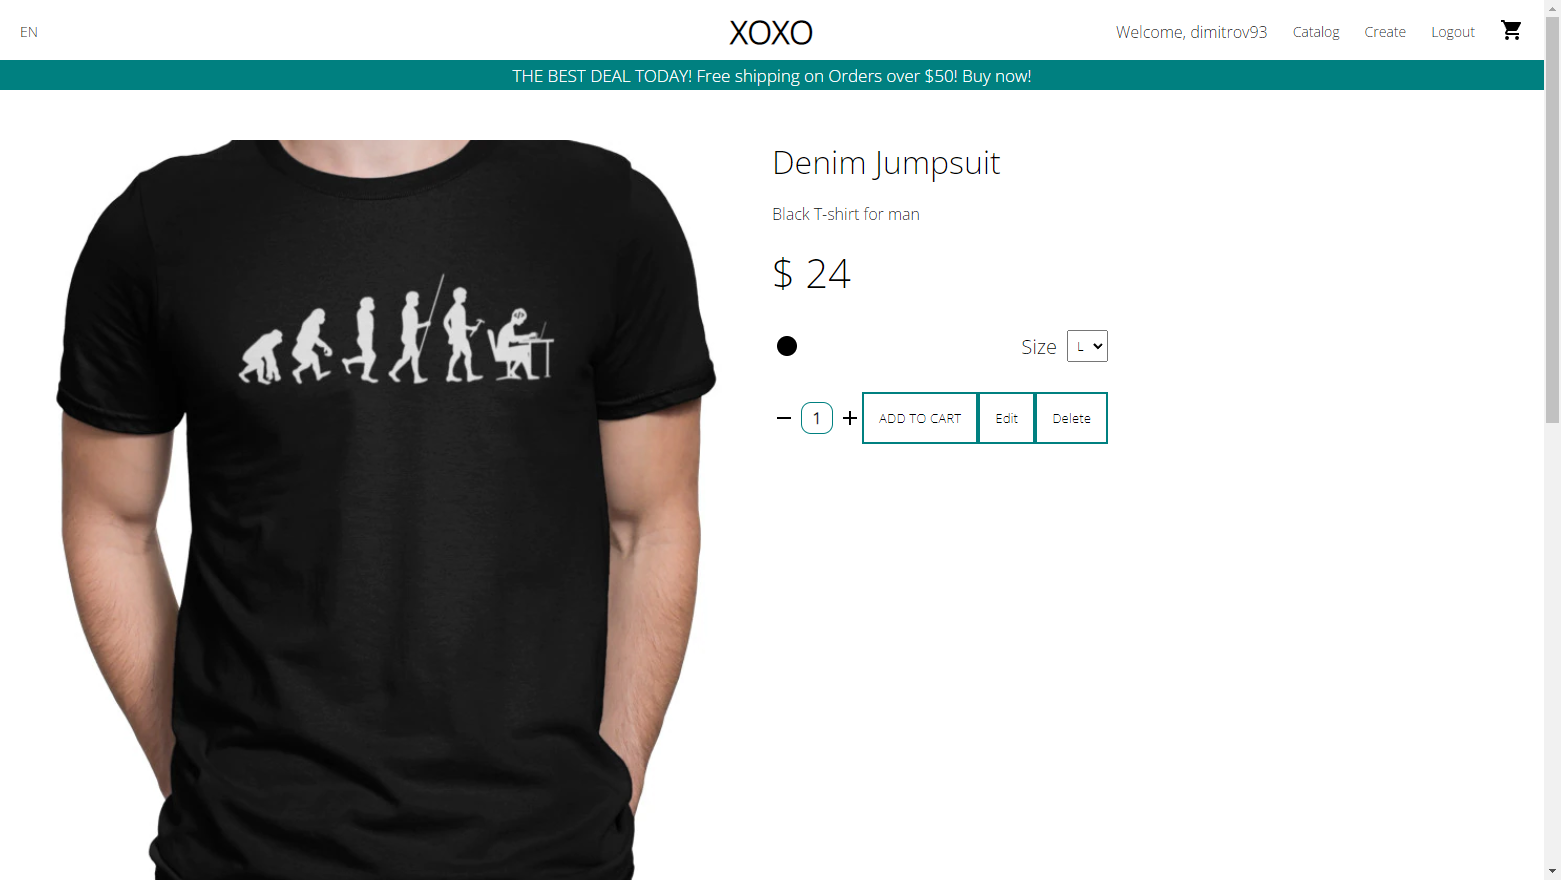 EN
XOXO
Welcome, dimitrov93 Catalog Create Logout
THE BEST DEAL TODAY! Free shipping on Orders over $50! Buy now!
Denim Jumpsuit
Black T-shirt for man
$ 24
Size L
1 ADD TO CART Edit Delete